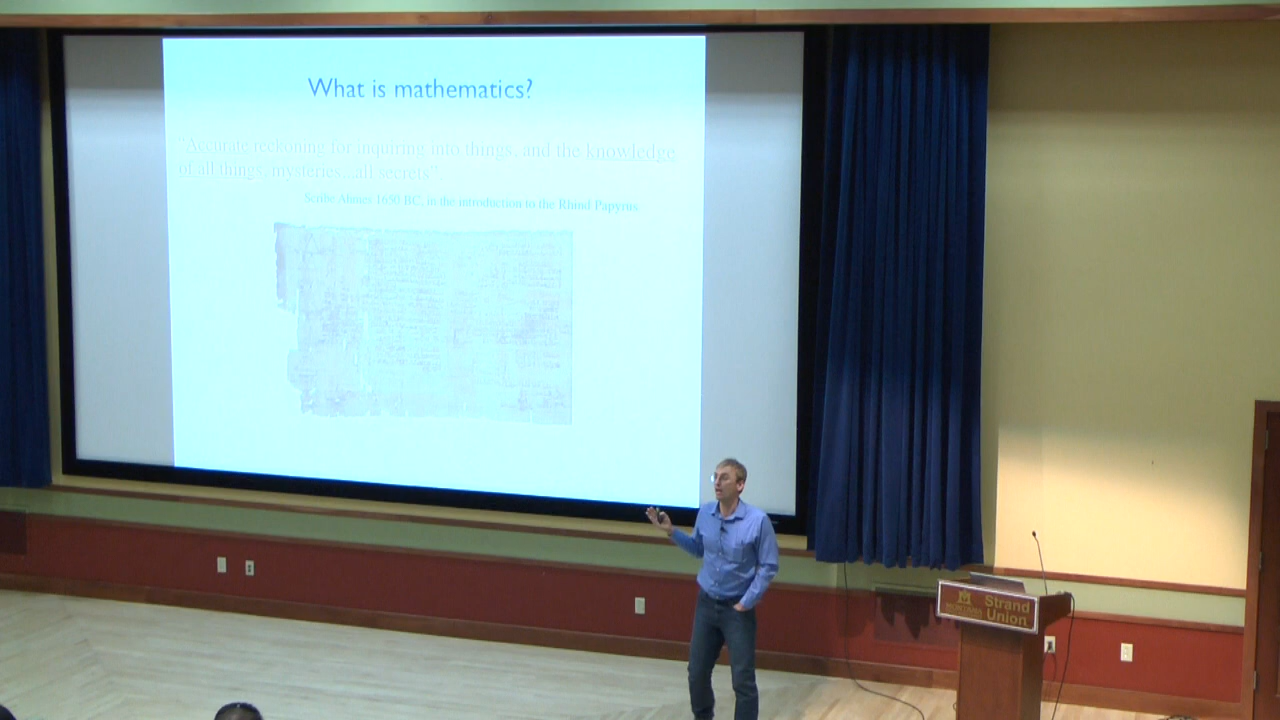 What is mathematics?
"Accurate reckoning for inquiring into things, and the knowledge
of all things, mysteries...all secrets"
Scribe Ahmes 1650 BC, in the introduction to the Rhind Papyrus.
M
MONTANA
Strand
Union